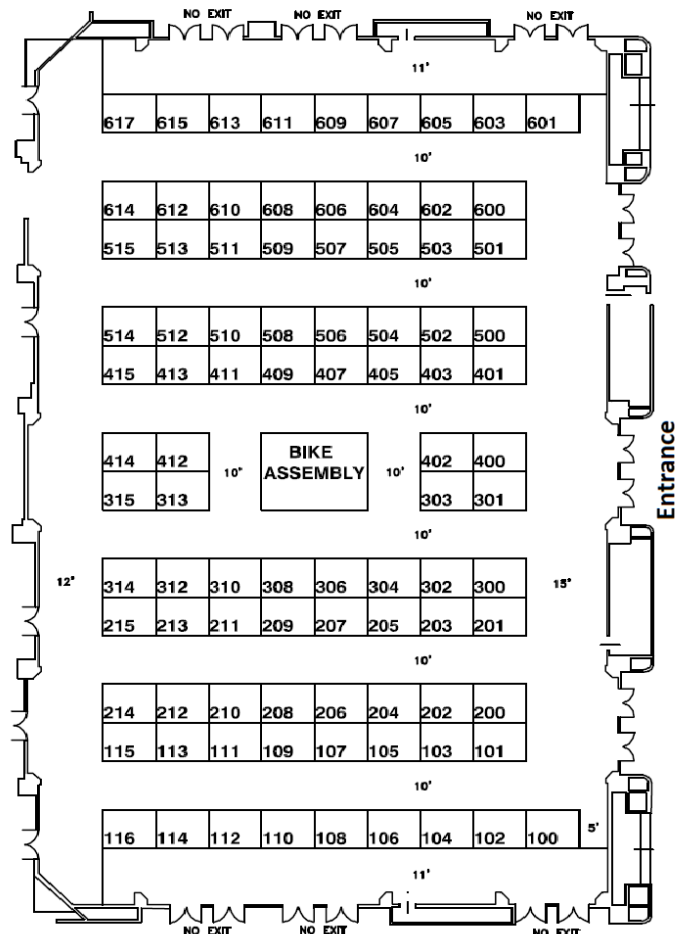 NO EXIT NO EXIT NO EXIT
11'
617 615 613 611 609 607 605 603 601
10'
614 612 610 608 606 604 602 600
515 513 511 509 507 505 503 501
10'
514 512 510 508 506 504 502 500
415 413 411 409 407 405 403 401
10'
414 412 10' BIKE ASSEMBLY 10' 402 400
315 313 303 301
Entrance
10'
12' 314 312 310 308 306 304 302 300 15'
215 213 211 209 207 205 203 201
10'
214 212 210 208 206 204 202 200
115 113 111 109 107 105 103 101
10'
116 114 112 110 108 106 104 102 100 5'
11'
NO EXIT NO EXIT NO EXIT